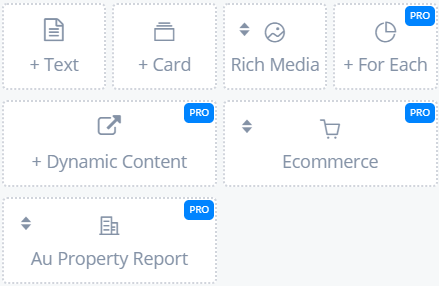 + Text
+ Card
Rich Media
PRO
+ For Each
PRO
+ Dynamic Content
PRO
Ecommerce
PRO
Au Property Report